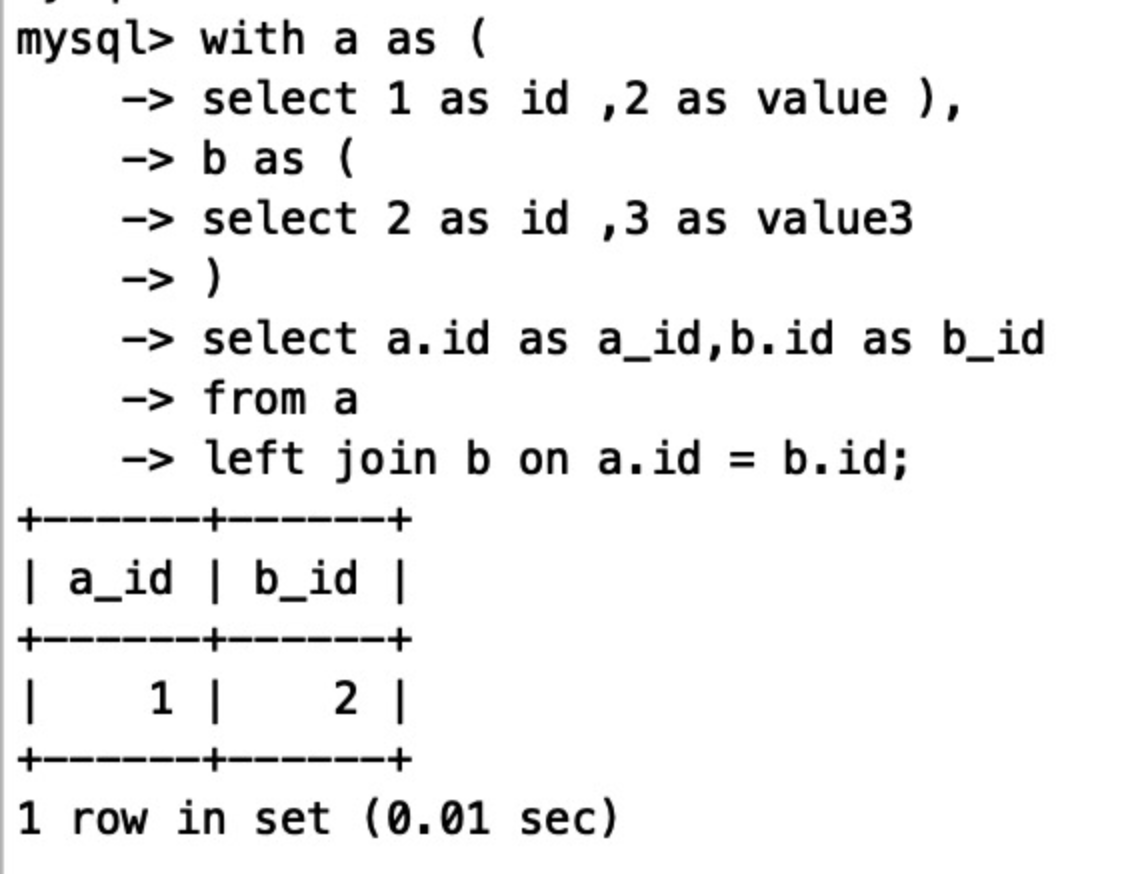 mysql> with a as (
    -> select 1 as id ,2 as value ),
    -> b as (
    -> select 2 as id ,3 as value3
    -> )
    -> select a.id as a_id,b.id as b_id
    -> from a
    -> left join b on a.id = b.id;
+------+------+
| a_id | b_id |
+------+------+
|    1 |    2 |
+------+------+
1 row in set (0.01 sec)